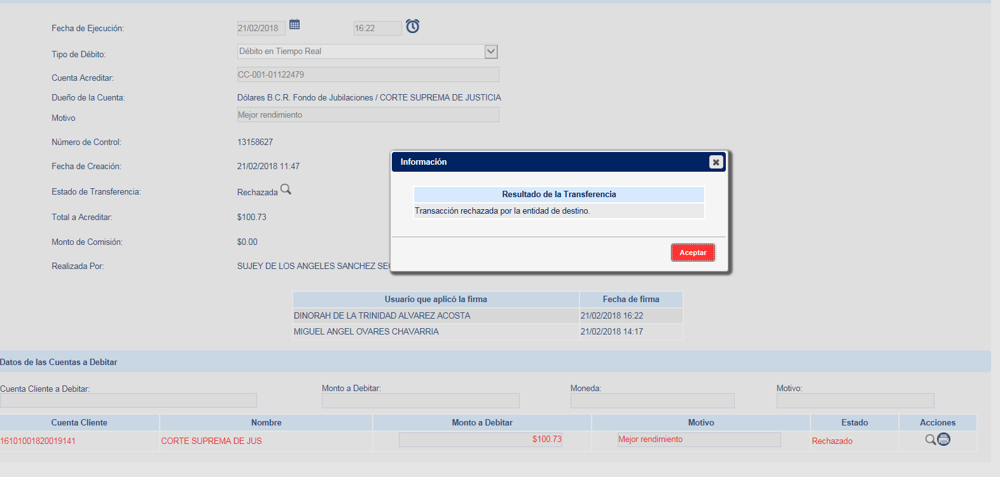 Fecha de Ejecución: 21/02/2018 16:22
Tipo de Débito: Débito en Tiempo Real
Cuenta Acreditar: CC-001-01122479
Dueño de la Cuenta: Dólares B.C.R. Fondo de Jubilaciones / CORTE SUPREMA DE JUSTICIA
Motivo Mejor rendimiento
Número de Control: 13158627
Fecha de Creación: 21/02/2018 11:47
Estado de Transferencia: Rechazada
Total a Acreditar: $100.73
Monto de Comisión: $0.00
Realizada Por: SUJEY DE LOS ANGELES SANCHEZ
Información
Resultado de la Transferencia
Transacción rechazada por la entidad de destino.
Aceptar
Usuario que aplicó la firma Fecha de firma
DINORAH DE LA TRINIDAD ALVAREZ ACOSTA 21/02/2018 16:22
MIGUEL ANGEL OVARES CHAVARRIA 21/02/2018 14:17
Datos de las Cuentas a Debitar
Cuenta Cliente a Debitar: Monto a Debitar: Moneda: Motivo:
Cuenta Cliente Nombre Monto a Debitar Motivo Estado Acciones
16101001820019141 CORTE SUPREMA DE JUS $100.73 Mejor rendimiento Rechazado